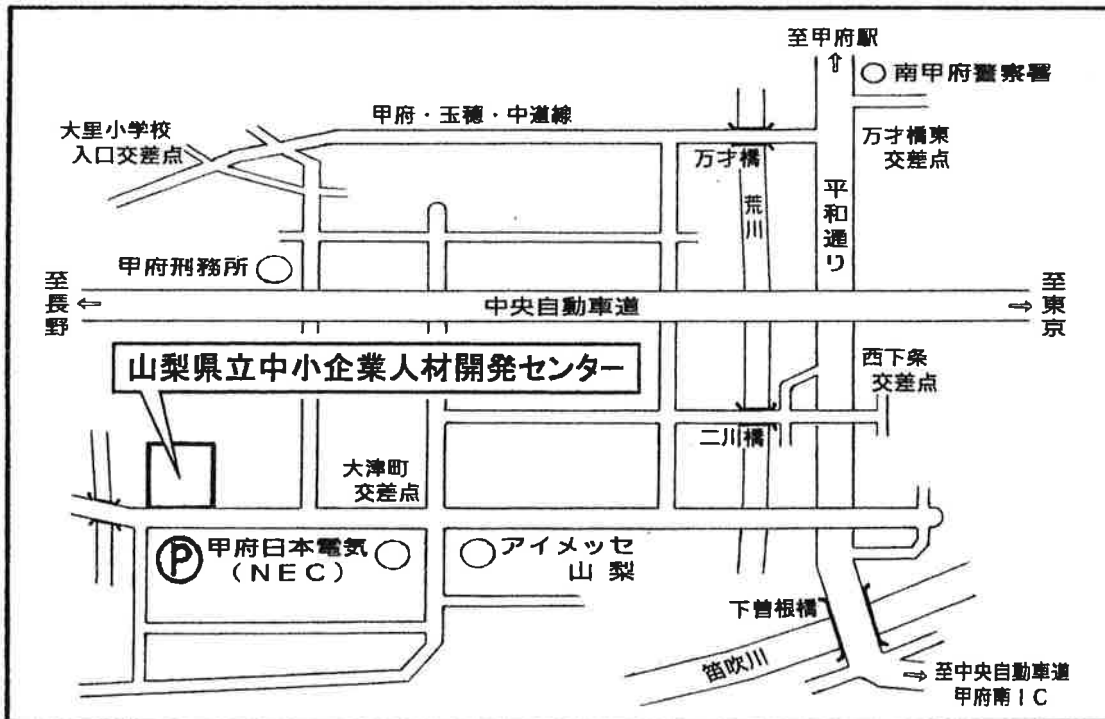 至甲府駅
⇧
南甲府警察署
甲府・玉穂・中道線
大里小学校
入口交差点
万才橋
万才橋東
交差点
荒川
平和通り
甲府刑務所
至長野
⇦
中央自動車道
⇨
至東京
山梨県立中小企業人材開発センター
西下条
交差点
二川橋
大津町
交差点
P
甲府日本電気
（NEC）
アイメッセ
山梨
下曽根橋
笛吹川
⇨
至中央自動車道
甲府南IC